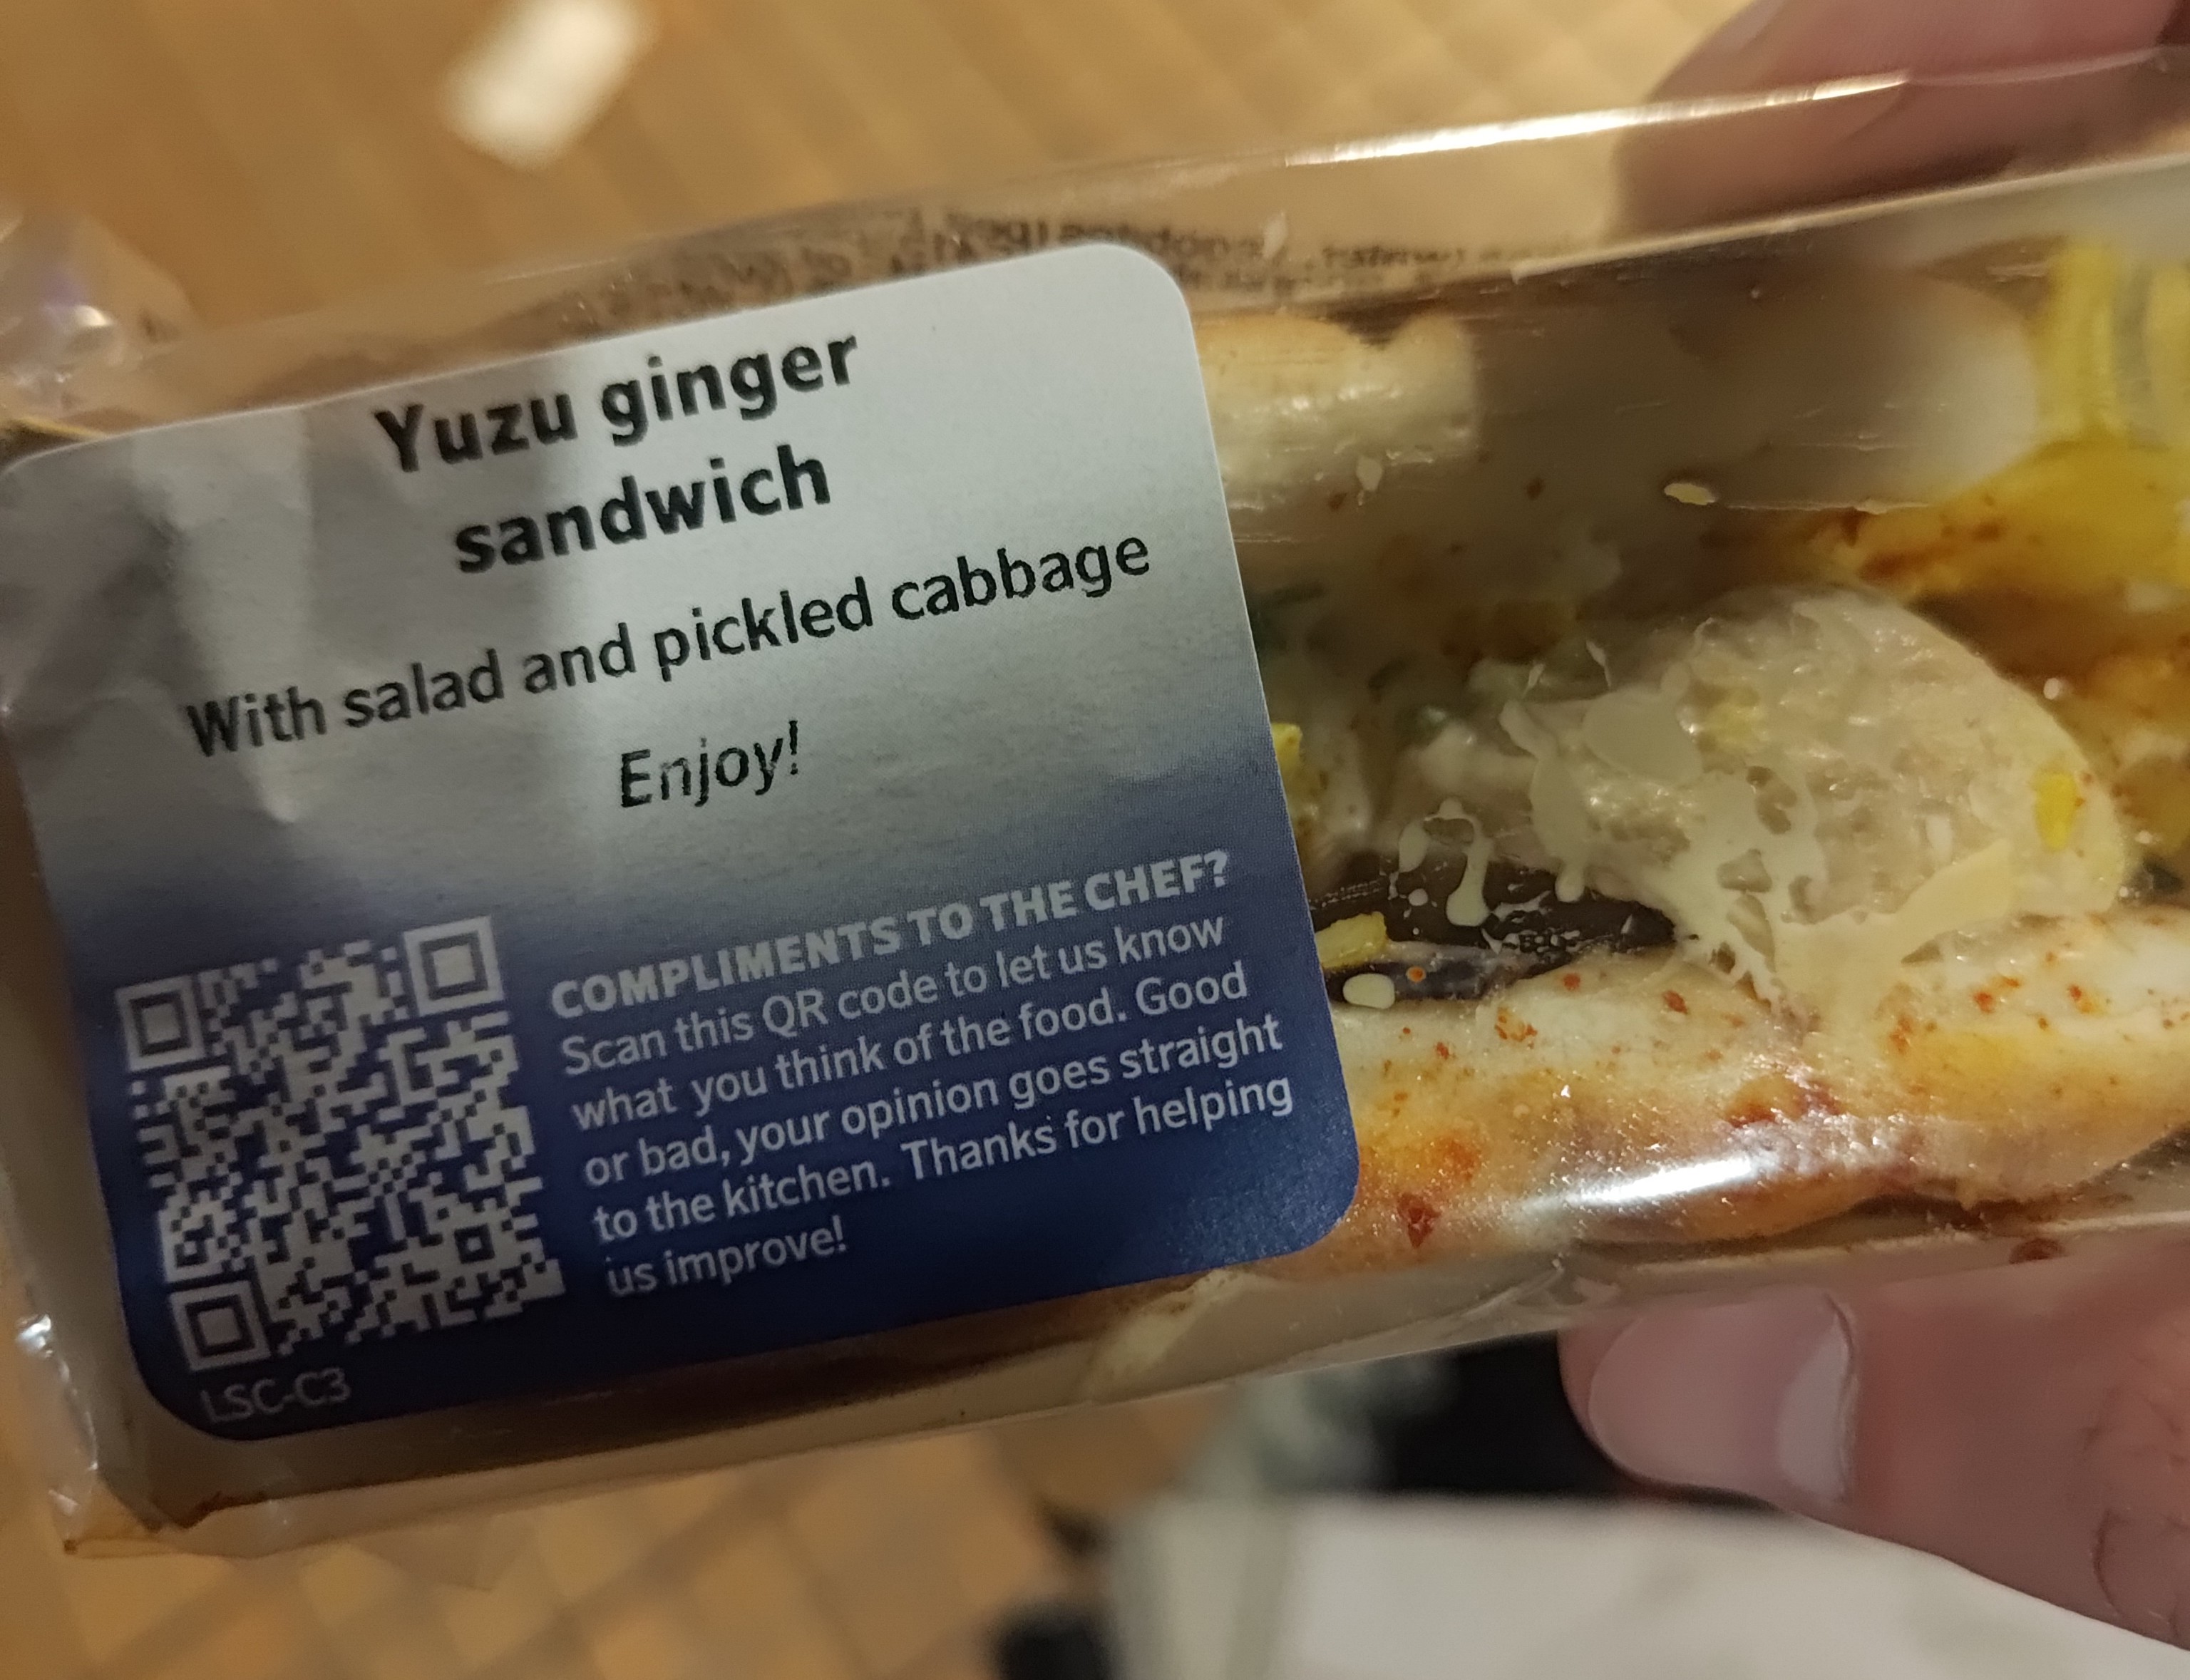 Yuzu ginger
sandwich
With salad and pickled cabbage
Enjoy!
COMPLIMENTS TO THE CHEF?
Scan this QR code to let us know
what you think of the food. Good
or bad, your opinion goes straight
to the kitchen. Thanks for helping
us improve!
LSC-C3